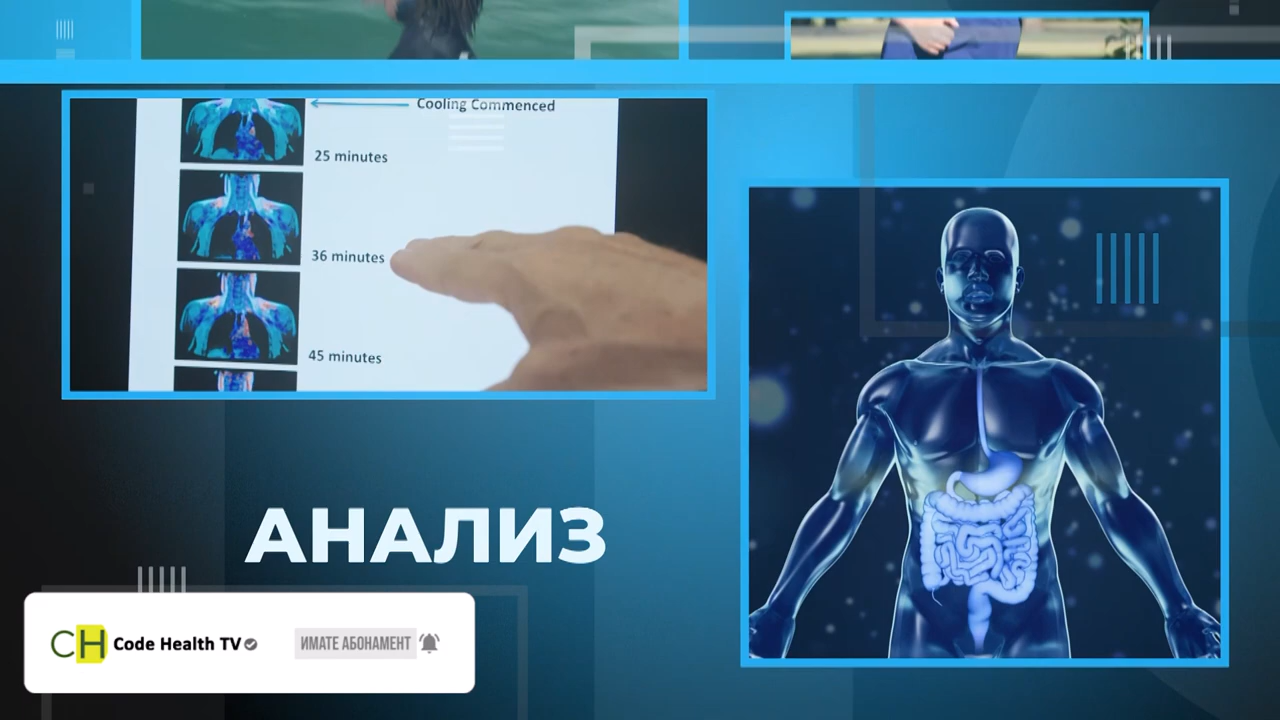 Cooling Commenced
25 minutes
36 minutes
45 minutes
АНАЛИЗ
CH Code Health TV
ИМАТЕ АБОНАМЕНТ